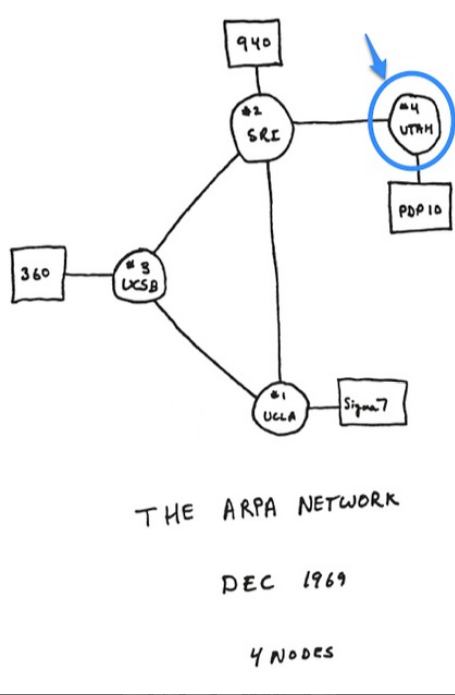 940
#2
SRI
#4
UTAH
PDP 10
360
#3
UCSB
#1
UCLA
Sigma 7
THE ARPA NETWORK
DEC 1969
4 NODES